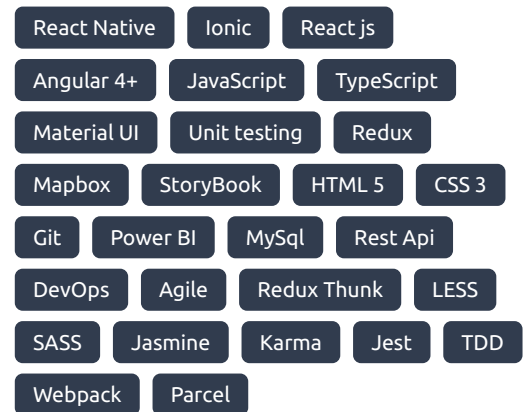 React Native Ionic React js
Angular 4+ JavaScript TypeScript
Material UI Unit testing Redux
Mapbox StoryBook HTML 5 CSS 3
Git Power BI MySql Rest Api
DevOps Agile Redux Thunk LESS
SASS Jasmine Karma Jest TDD
Webpack Parcel